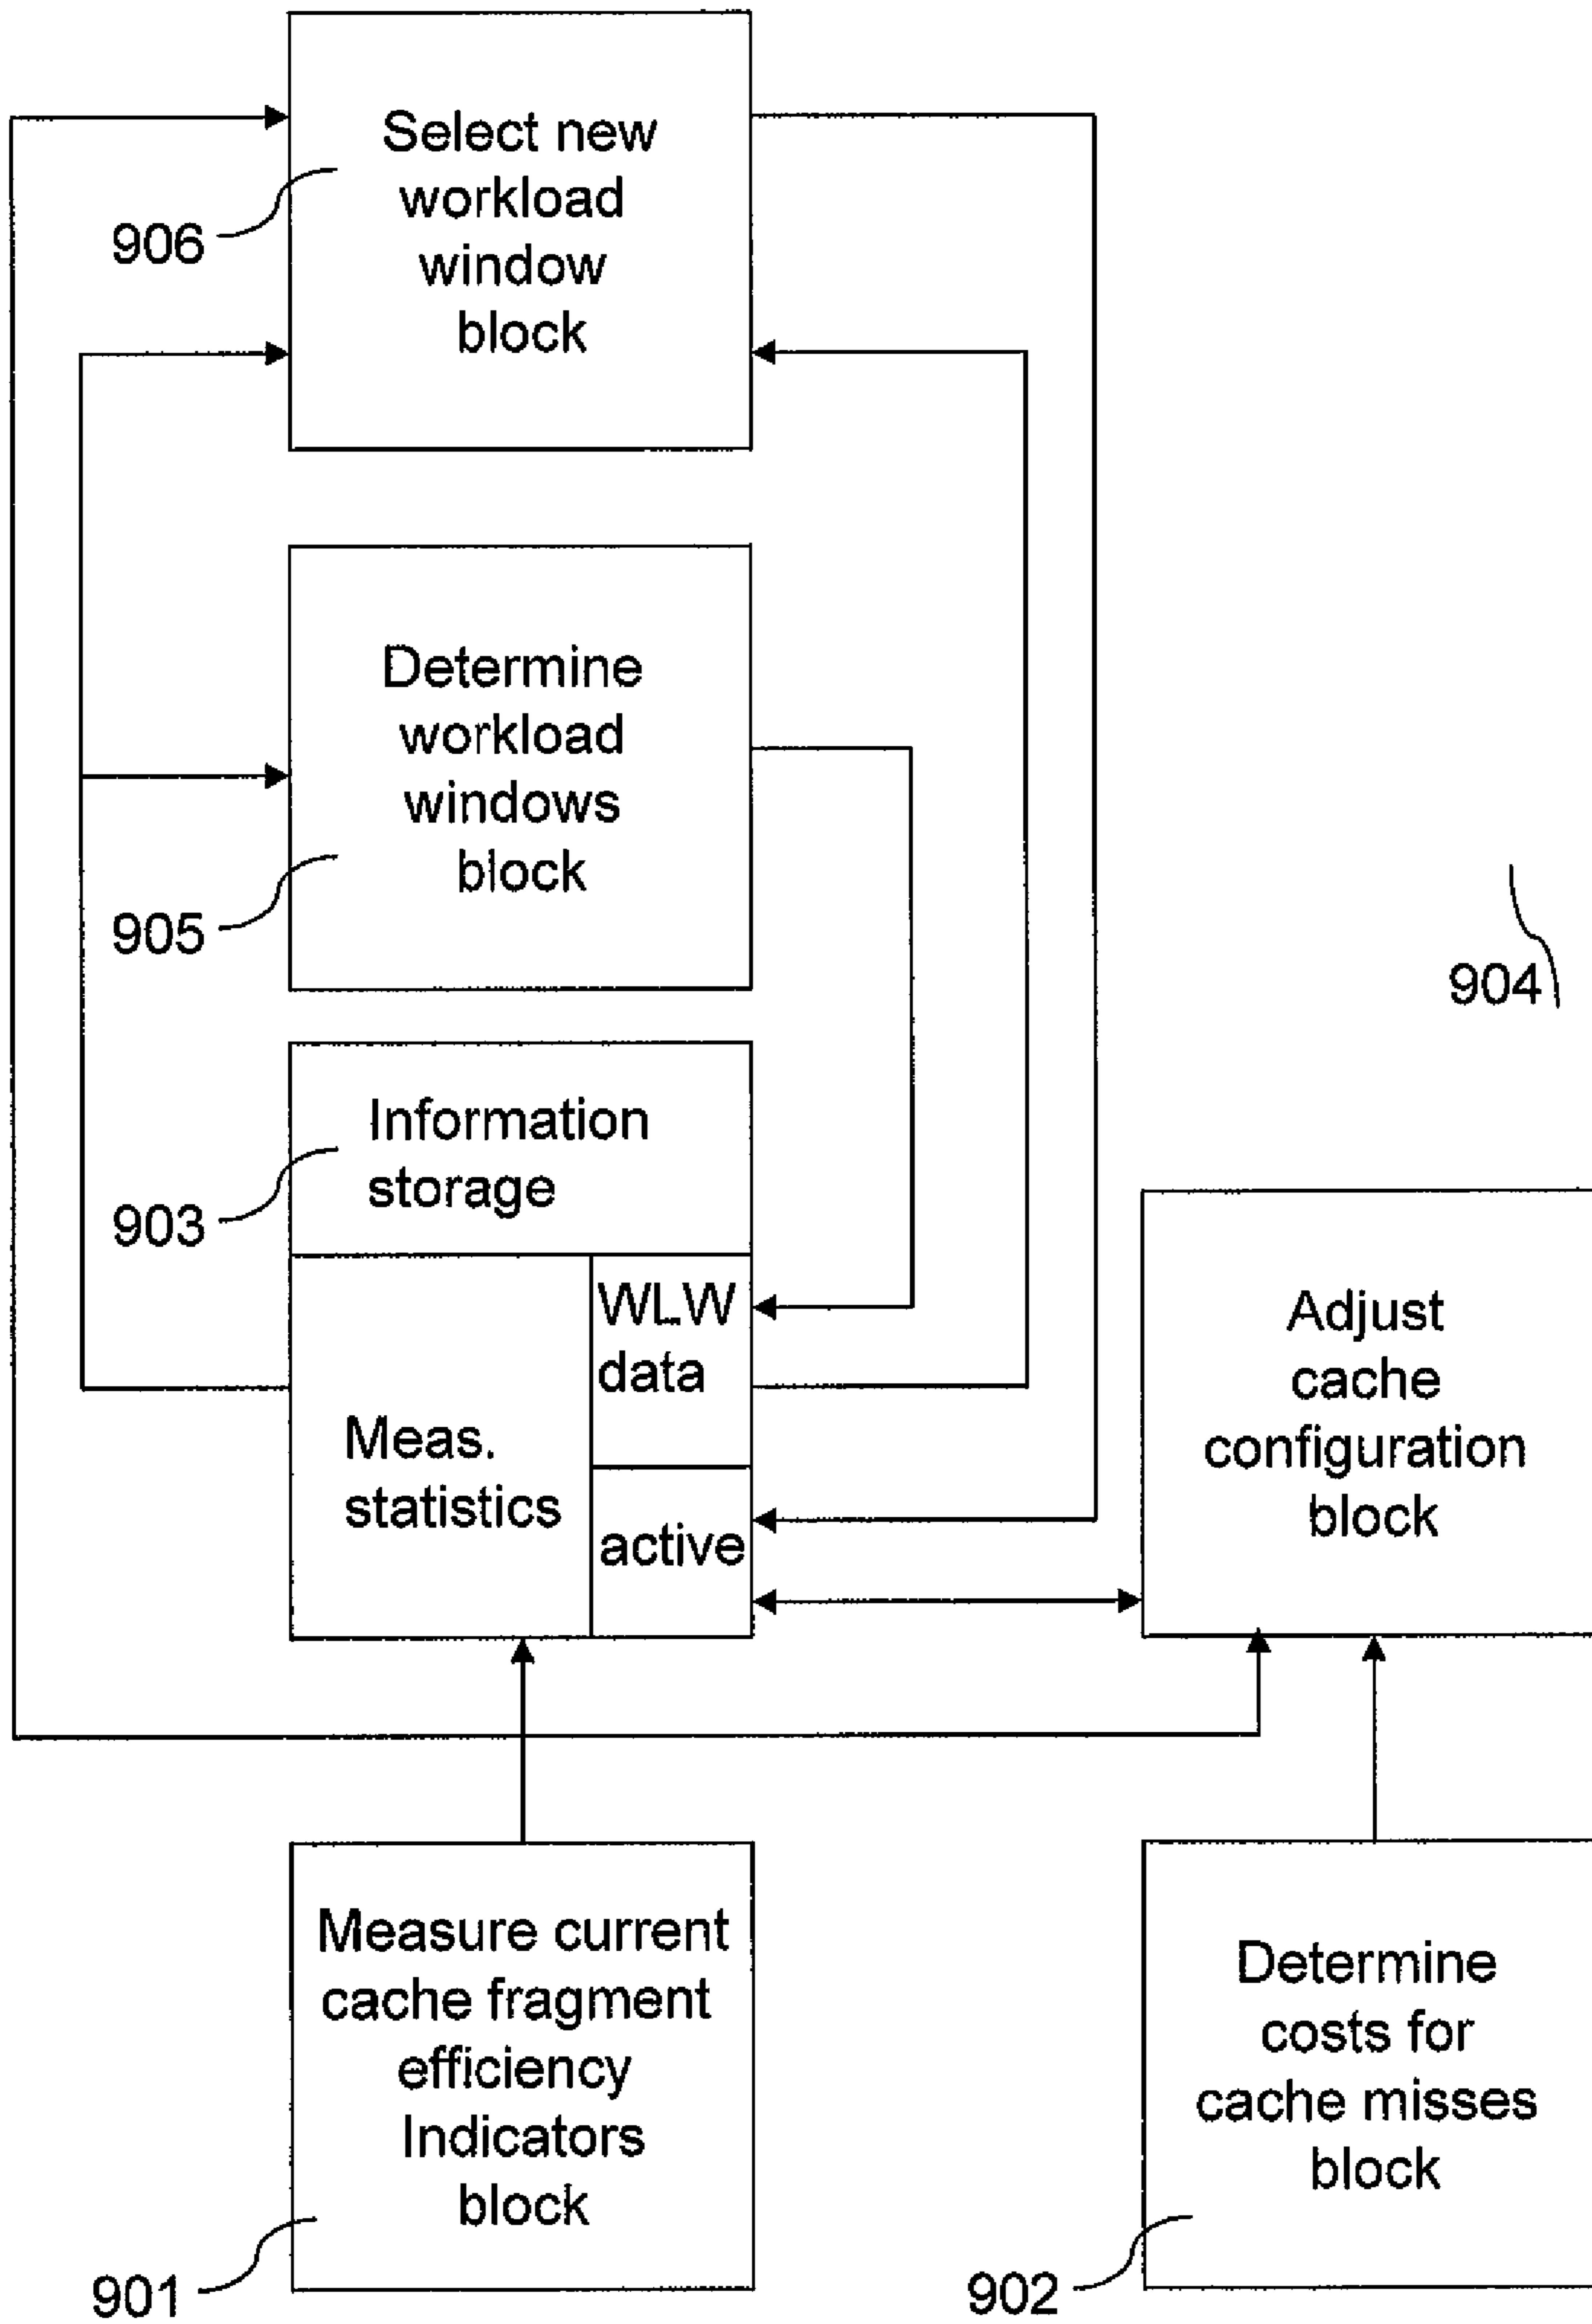 Select new
workload
window
block
906
Determine
workload
windows
block
905
904
Information
storage
903
WLW
data
Meas.
statistics
active
Adjust
cache
configuration
block
Measure current
cache fragment
efficiency
Indicators
block
901
Determine
costs for
cache misses
block
902